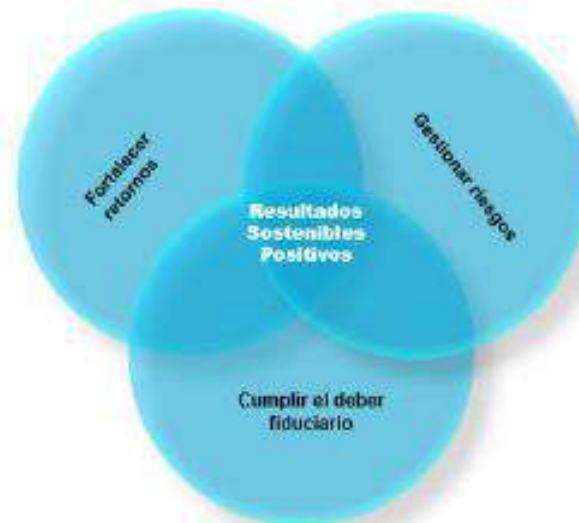 Fortalecer
retornos
Gestionar riesgos
Resultados
Sostenibles
Positivos
Cumplir el deber
fiduciario